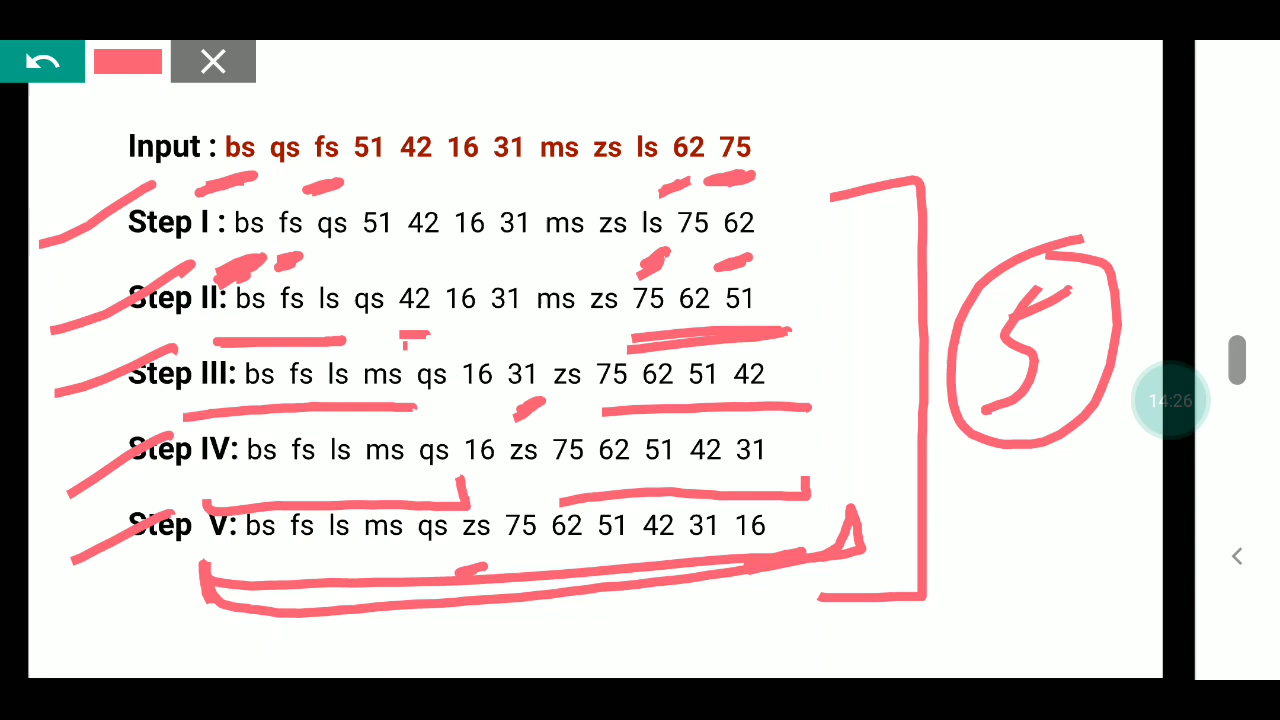 Input : bs qs fs 51 42 16 31 ms zs ls 62 75
Step I : bs fs qs 51 42 16 31 ms zs ls 75 62
Step II: bs fs ls qs 42 16 31 ms zs 75 62 51
Step III: bs fs ls ms qs 16 31 zs 75 62 51 42
Step IV: bs fs ls ms qs 16 zs 75 62 51 42 31
Step V: bs fs ls ms qs zs 75 62 51 42 31 16
5
14:26